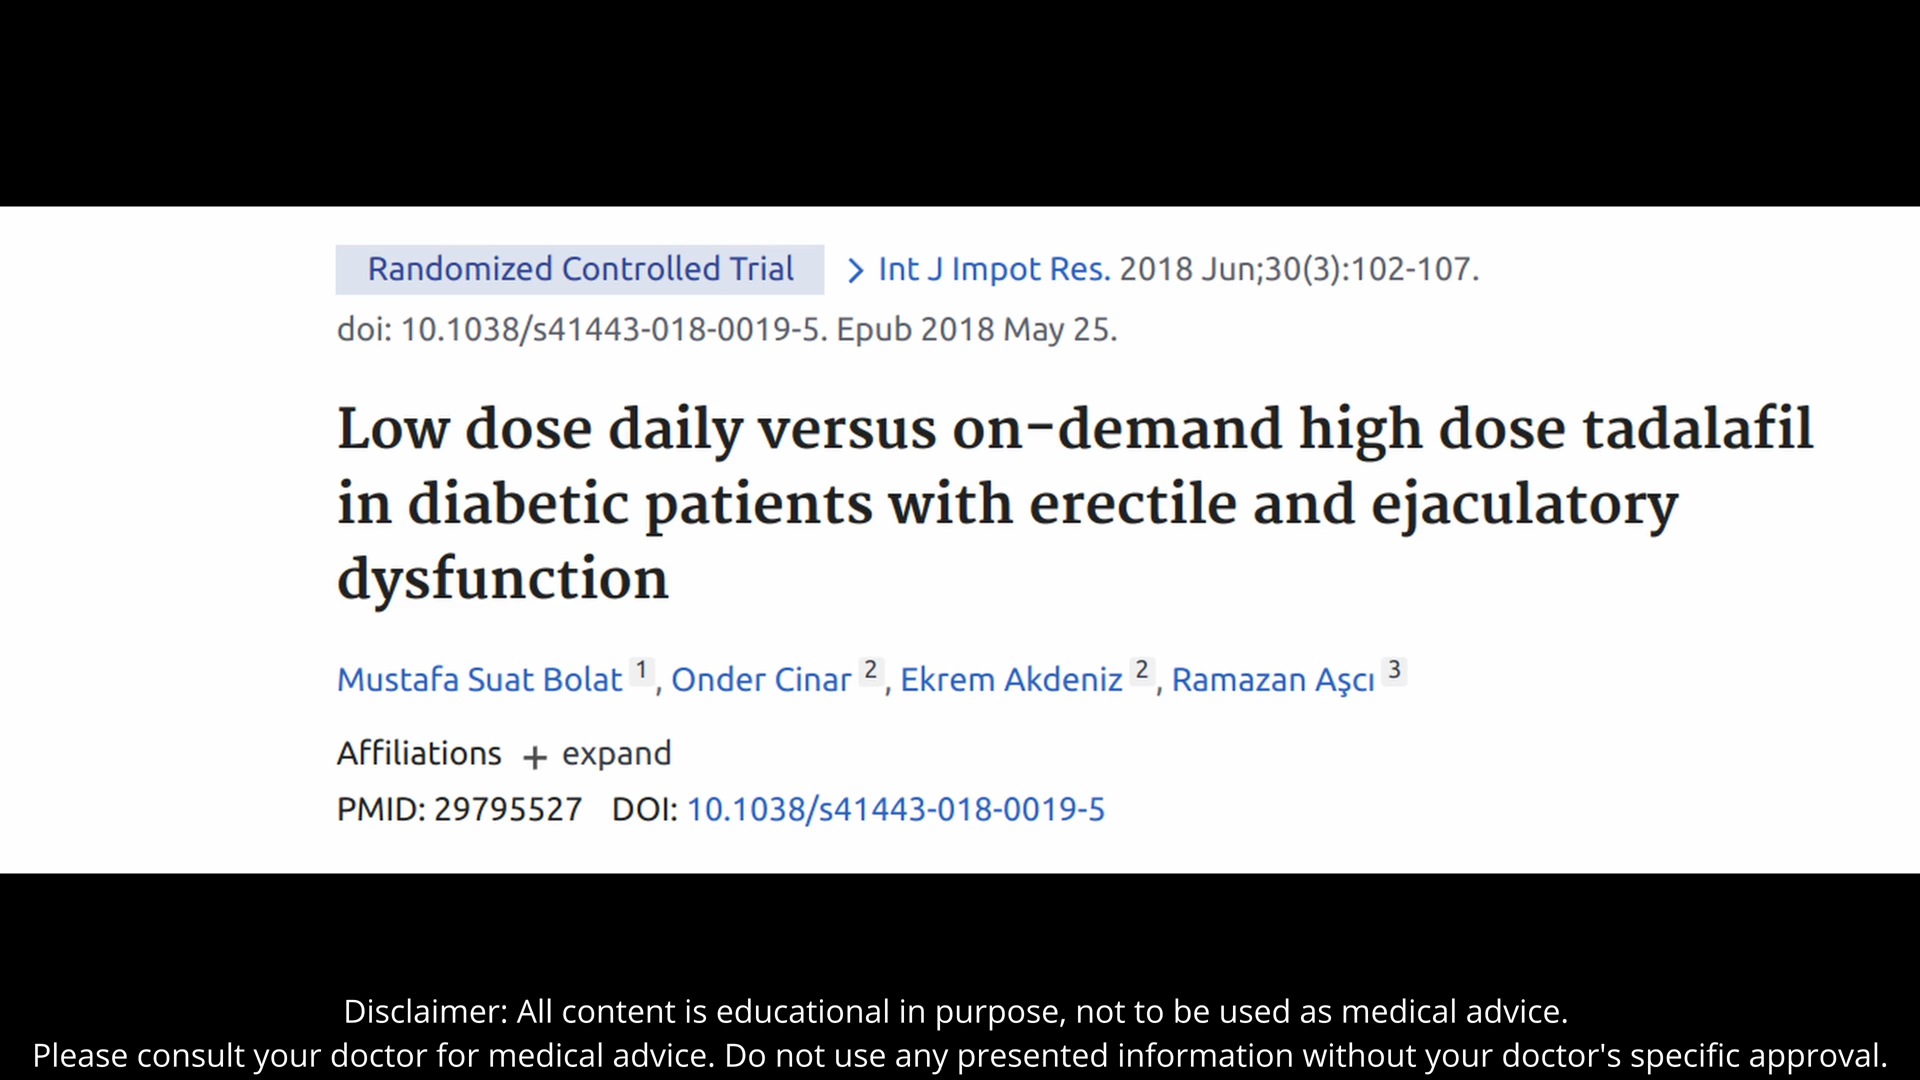 Randomized Controlled Trial > Int J Impot Res. 2018 Jun;30(3):102-107.
doi: 10.1038/s41443-018-0019-5. Epub 2018 May 25.
Low dose daily versus on-demand high dose tadalafil
in diabetic patients with erectile and ejaculatory
dysfunction
Mustafa Suat Bolat 1, Onder Cinar 2, Ekrem Akdeniz 2, Ramazan Aşcı 3
Affiliations + expand
PMID: 29795527 DOI: 10.1038/s41443-018-0019-5
Disclaimer: All content is educational in purpose, not to be used as medical advice.
Please consult your doctor for medical advice. Do not use any presented information without your doctor's specific approval.